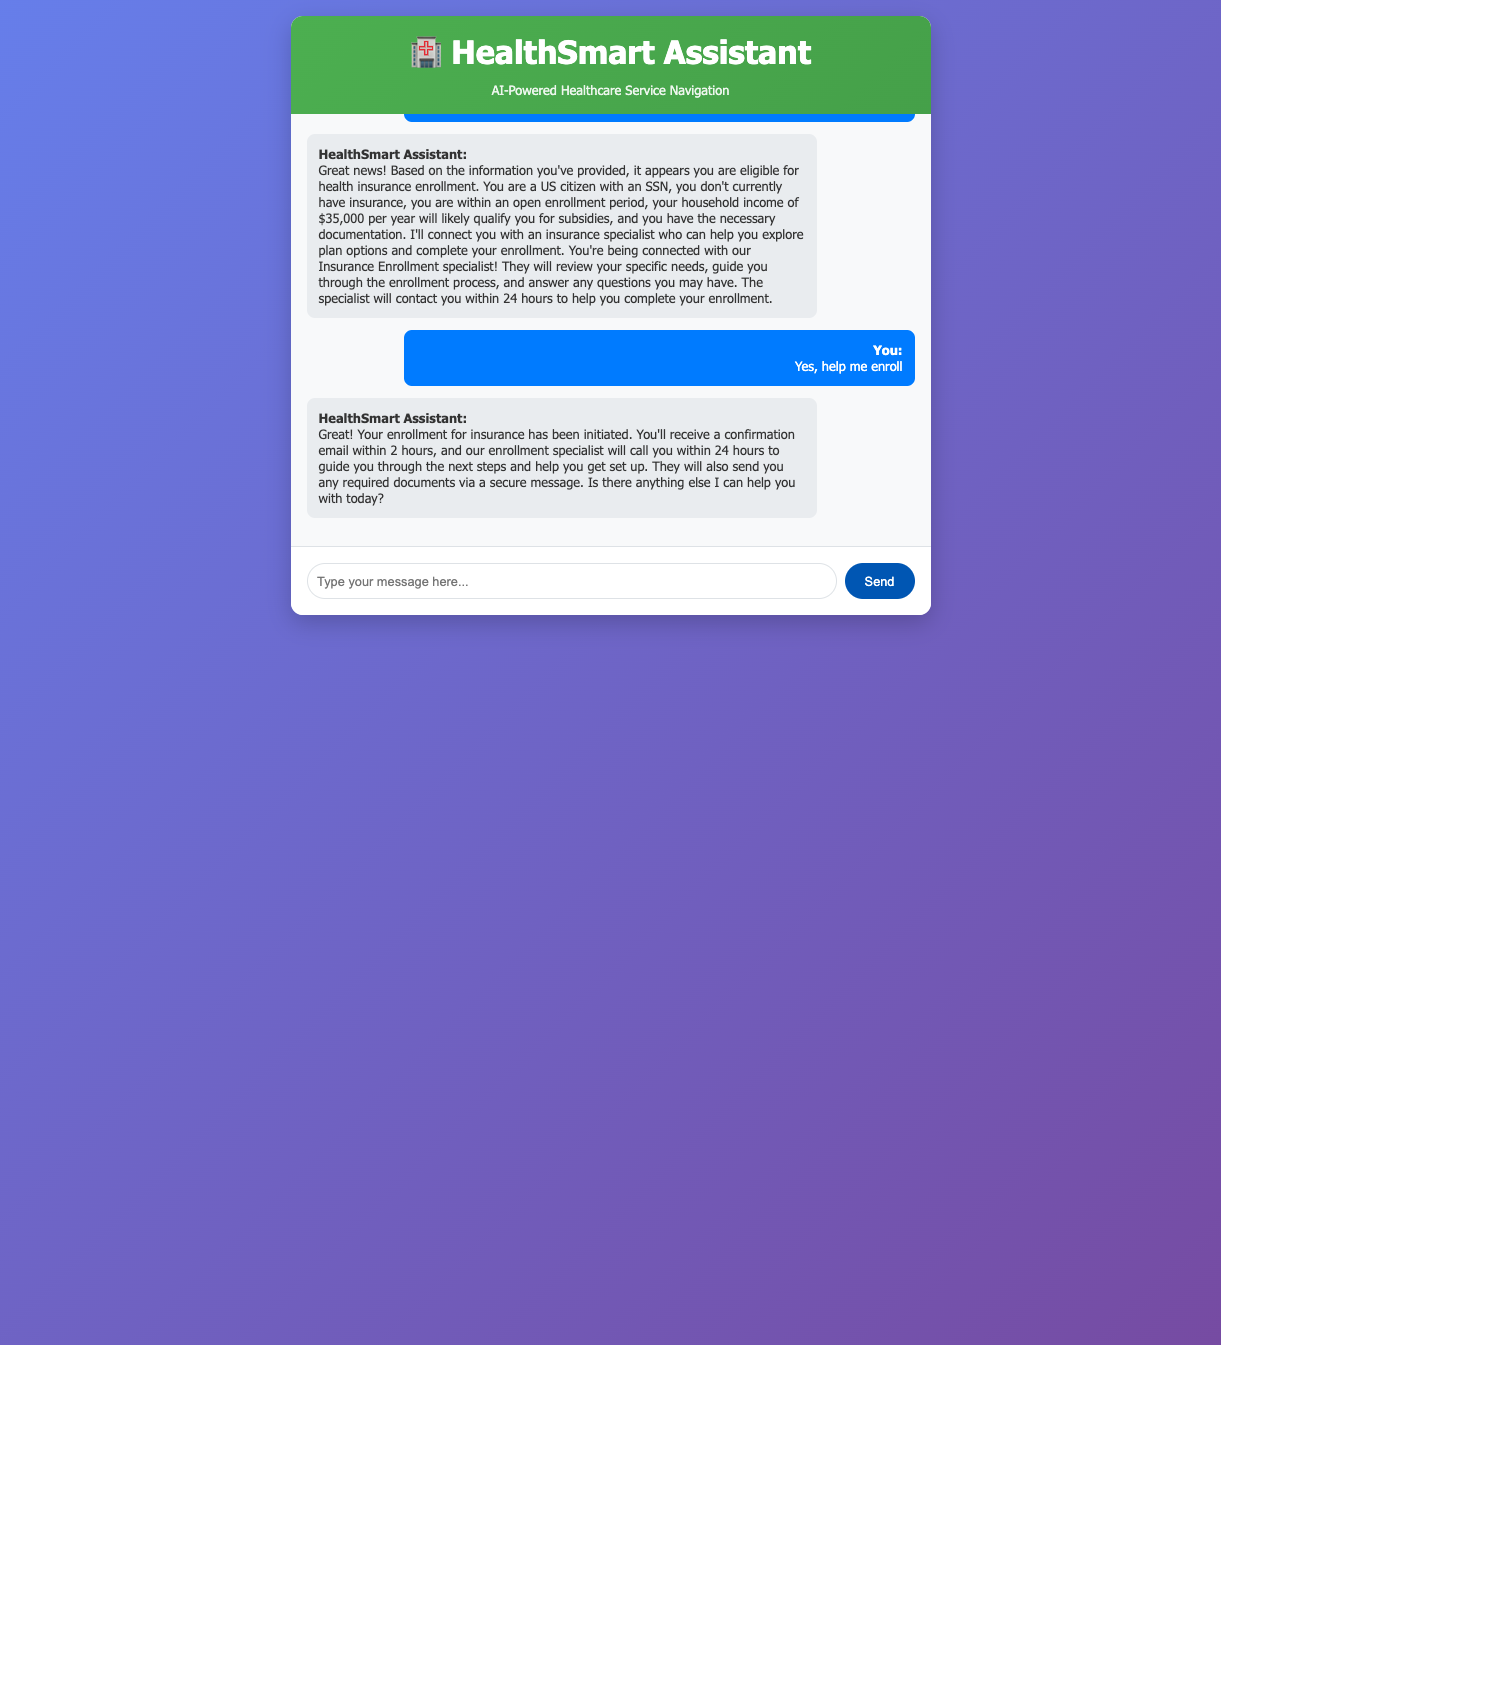 HealthSmart Assistant
AI-Powered Healthcare Service Navigation
HealthSmart Assistant:
Great news! Based on the information you've provided, it appears you are eligible for
health insurance enrollment. You are a US citizen with an SSN, you don't currently
have insurance, you are within an open enrollment period, your household income of
$35,000 per year will likely qualify you for subsidies, and you have the necessary
documentation. I'll connect you with an insurance specialist who can help you explore
plan options and complete your enrollment. You're being connected with our
Insurance Enrollment specialist! They will review your specific needs, guide you
through the enrollment process, and answer any questions you may have. The
specialist will contact you within 24 hours to help you complete your enrollment.
You:
Yes, help me enroll
HealthSmart Assistant:
Great! Your enrollment for insurance has been initiated. You'll receive a confirmation
email within 2 hours, and our enrollment specialist will call you within 24 hours to
guide you through the next steps and help you get set up. They will also send you
any required documents via a secure message. Is there anything else I can help you
with today?
Type your message here...
Send